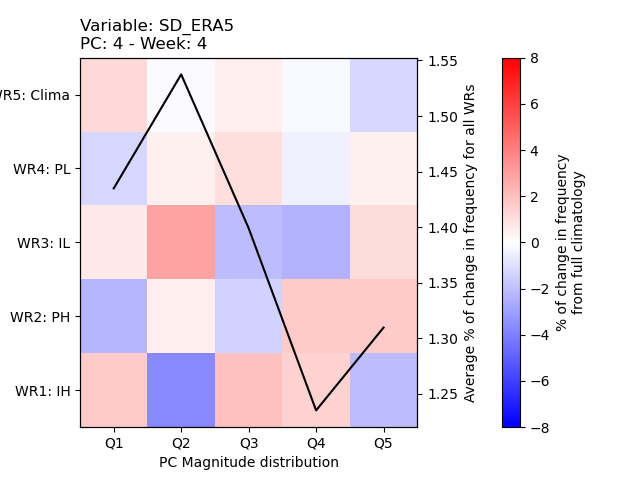 Variable: SD_ERA5
PC: 4 - Week: 4
WR5: Clima
WR4: PL
WR3: IL
WR2: PH
WR1: IH
Q1 Q2 Q3 Q4 Q5
PC Magnitude distribution
1.55
1.50
1.45
1.40
1.35
1.30
1.25
Average % of change in frequency for all WRs
8
6
4
2
0
−2
−4
−6
−8
% of change in frequency
from full climatology